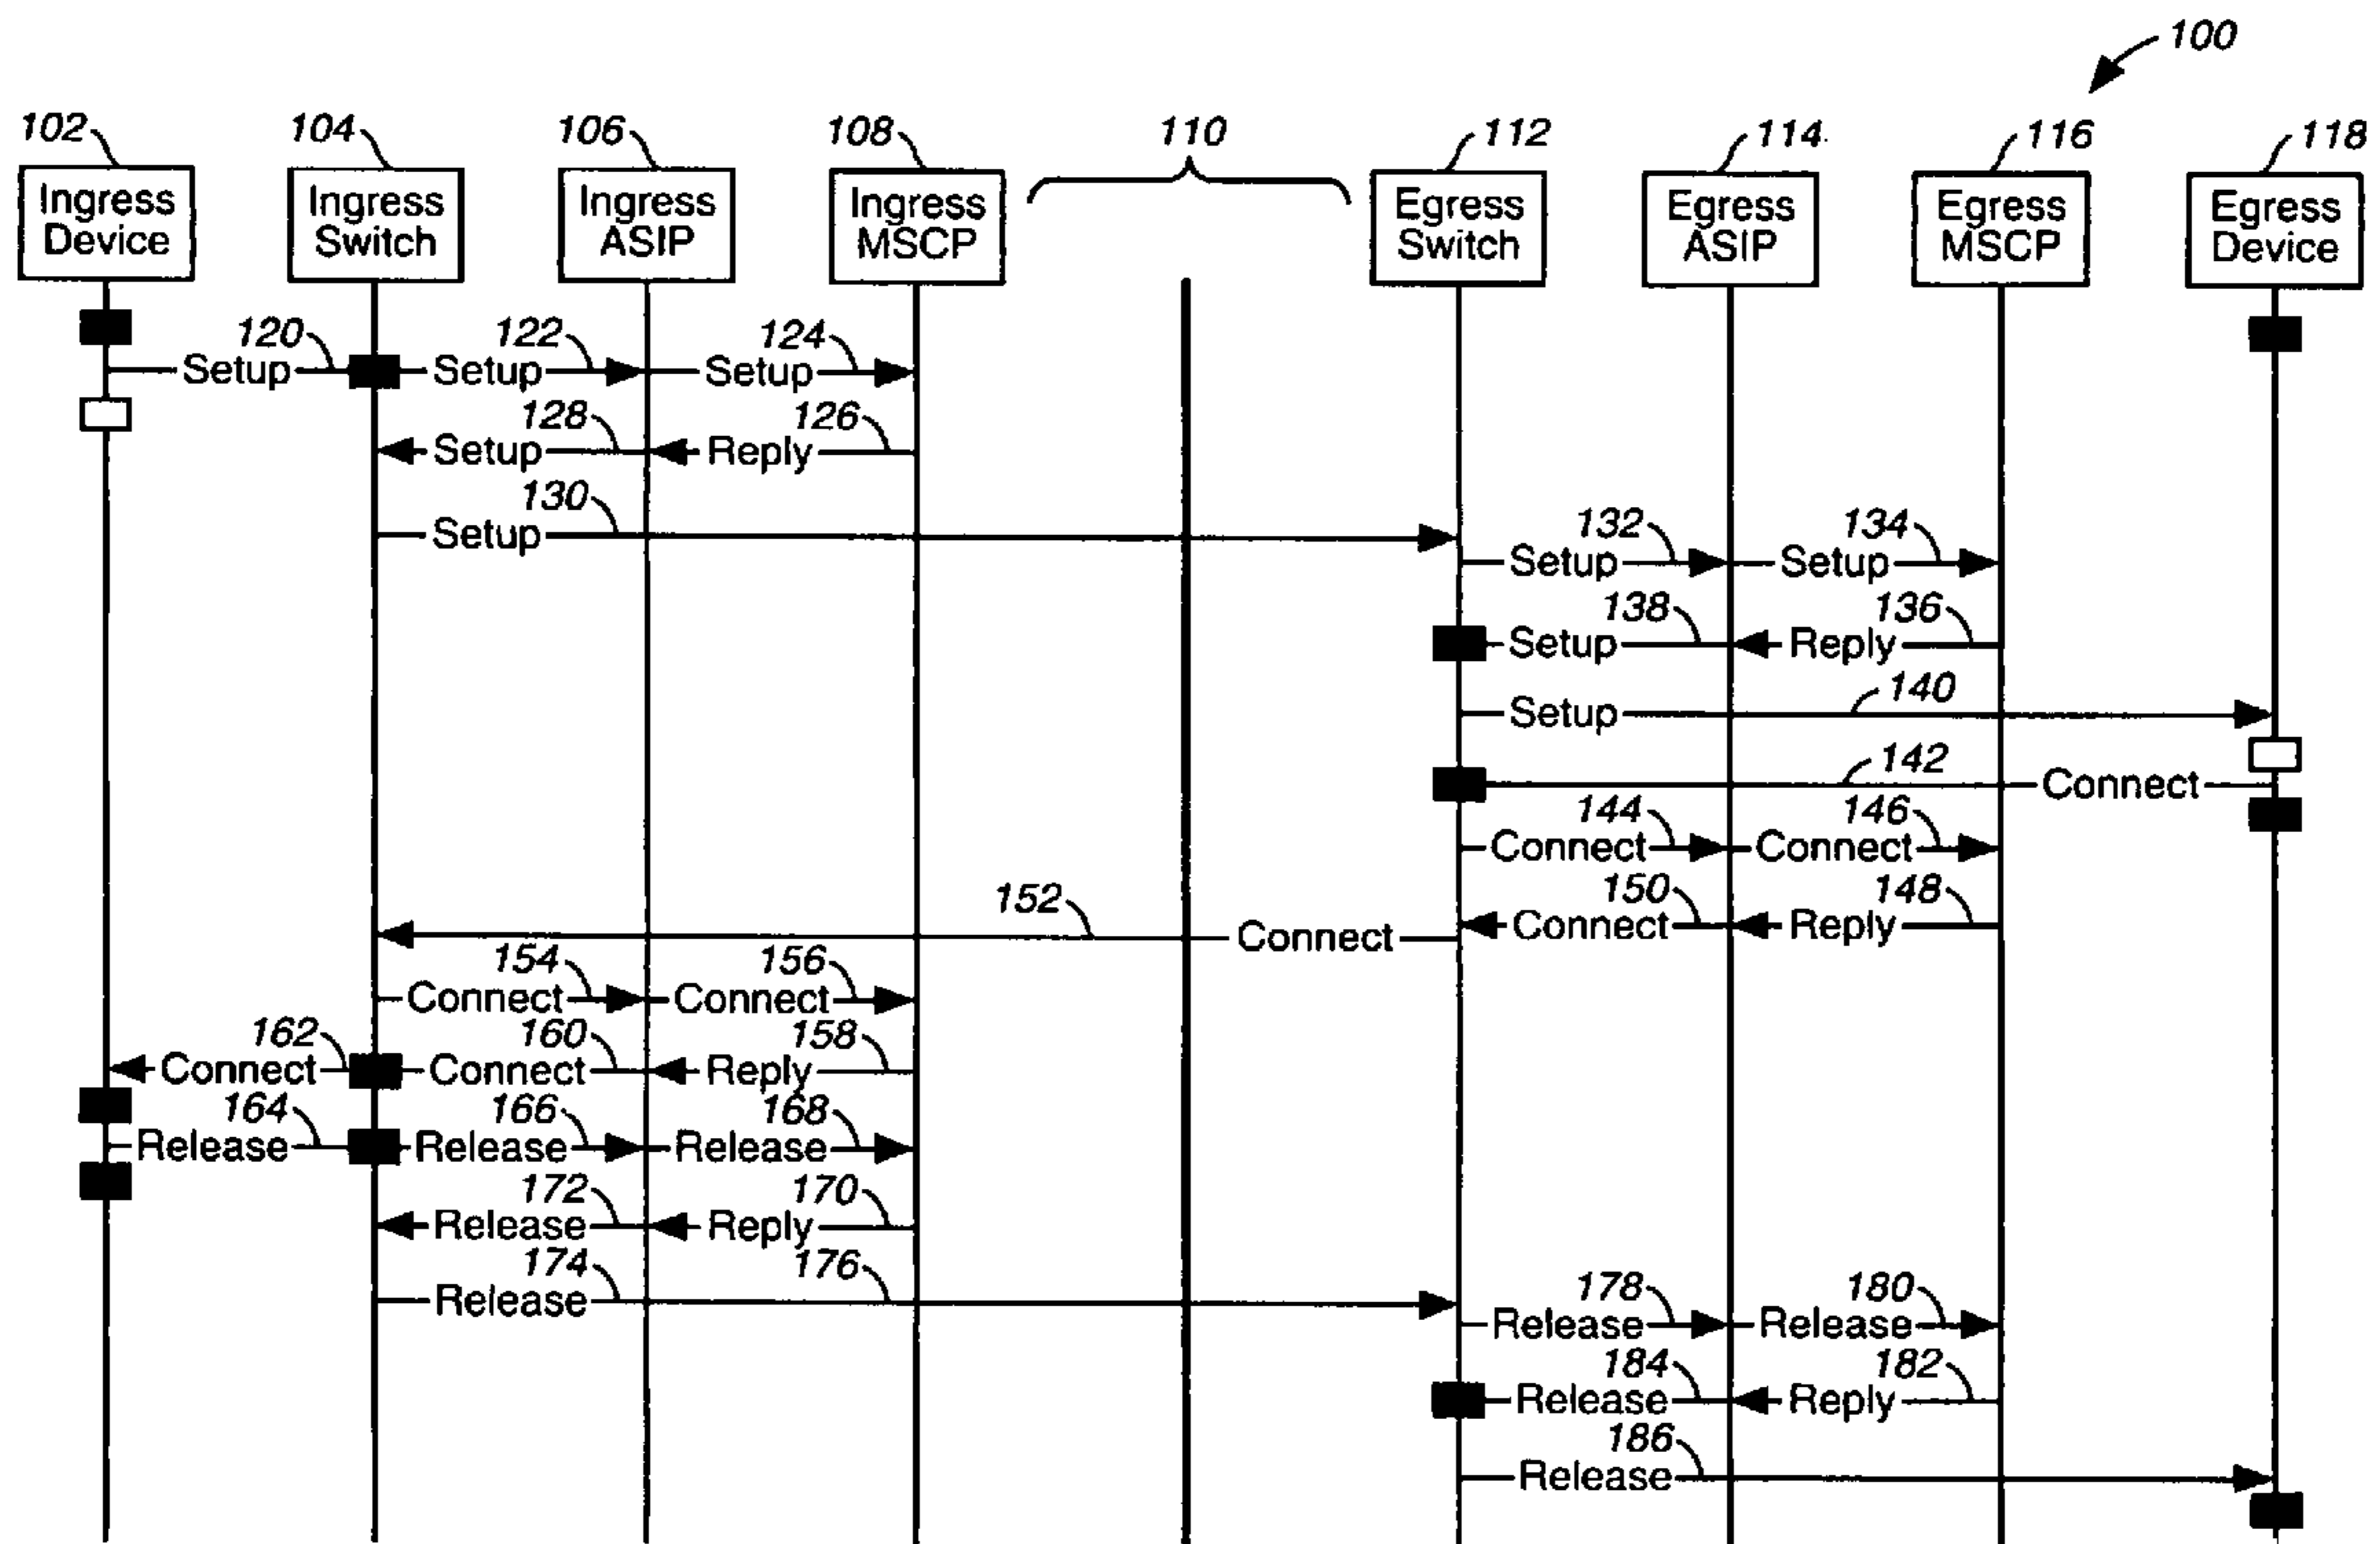 100
102 104 106 108 110 112 114 116 118
Ingress Device
Ingress Switch
Ingress ASIP
Ingress MSCP
Egress Switch
Egress ASIP
Egress MSCP
Egress Device
120 122 124
Setup Setup Setup
128 126
Setup Reply
130
Setup
132 134
Setup Setup
138 136
Setup Reply
140
Setup
142
Connect
144 146
Connect Connect
150 148
Connect Reply
152
Connect
154 156
Connect Connect
162 160 158
Connect Connect Reply
164 166 168
Release Release Release
172 170
Release Reply
174 176
Release
178 180
Release Release
184 182
Release Reply
186
Release